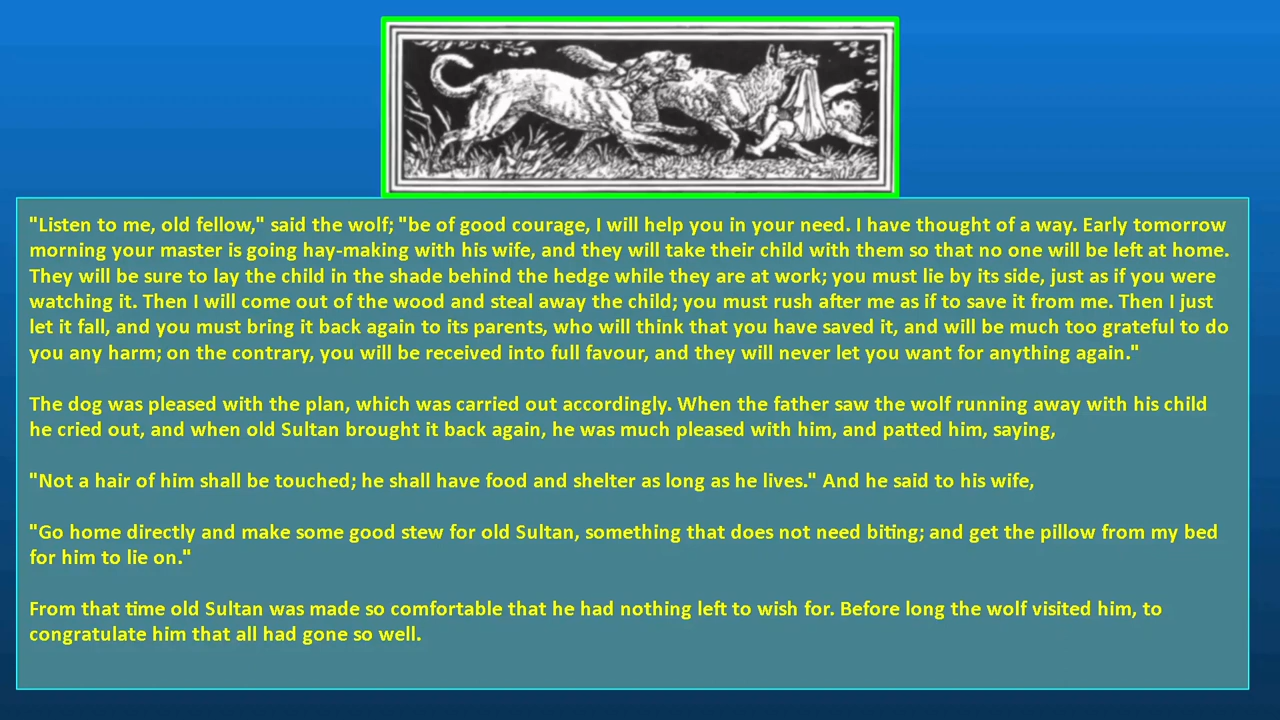 "Listen to me, old fellow," said the wolf; "be of good courage, I will help you in your need. I have thought of a way. Early tomorrow
morning your master is going hay-making with his wife, and they will take their child with them so that no one will be left at home.
They will be sure to lay the child in the shade behind the hedge while they are at work; you must lie by its side, just as if you were
watching it. Then I will come out of the wood and steal away the child; you must rush after me as if to save it from me. Then I just
let it fall, and you must bring it back again to its parents, who will think that you have saved it, and will be much too grateful to do
you any harm; on the contrary, you will be received into full favour, and they will never let you want for anything again."
The dog was pleased with the plan, which was carried out accordingly. When the father saw the wolf running away with his child
he cried out, and when old Sultan brought it back again, he was much pleased with him, and patted him, saying,
"Not a hair of him shall be touched; he shall have food and shelter as long as he lives." And he said to his wife,
"Go home directly and make some good stew for old Sultan, something that does not need biting; and get the pillow from my bed
for him to lie on."
From that time old Sultan was made so comfortable that he had nothing left to wish for. Before long the wolf visited him, to
congratulate him that all had gone so well.